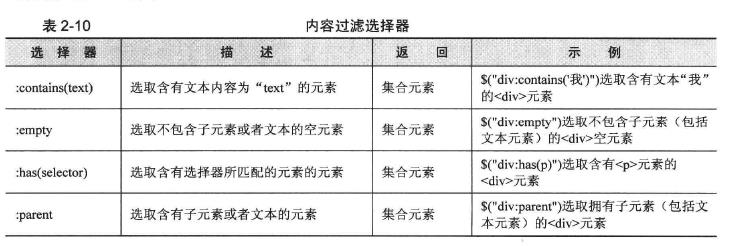 表 2-10 内容过滤选择器
选择器 描述 返回 示例
:contains(text) 选取含有文本内容为“text”的元素 集合元素 $("div:contains('我')")选取含有文本“我”
的<div>元素
:empty 选取不包含子元素或者文本的空元素 集合元素 $("div:empty")选取不包含子元素（包括
文本元素）的<div>空元素
:has(selector) 选取含有选择器所匹配的元素的元素 集合元素 $("div:has(p)")选取含有<p>元素的
<div>元素
:parent 选取含有子元素或者文本的元素 集合元素 $("div:parent")选取拥有子元素（包括文
本元素）的<div>元素